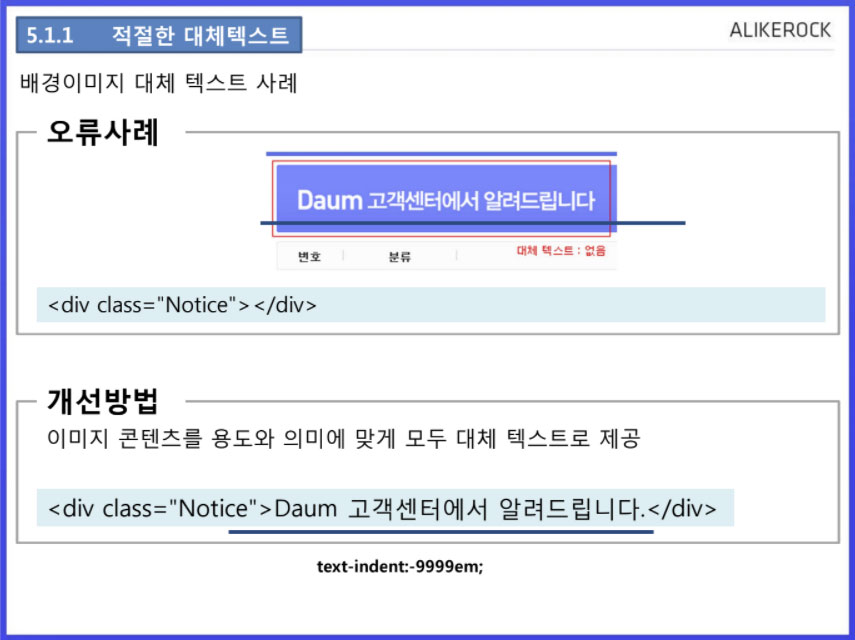 5.1.1 적절한 대체텍스트
ALIKEROCK
배경이미지 대체 텍스트 사례
오류사례
Daum 고객센터에서 알려드립니다
번호 분류 대체 텍스트 : 없음
<div class="Notice"></div>
개선방법
이미지 콘텐츠를 용도와 의미에 맞게 모두 대체 텍스트로 제공
<div class="Notice">Daum 고객센터에서 알려드립니다.</div>
text-indent:-9999em;